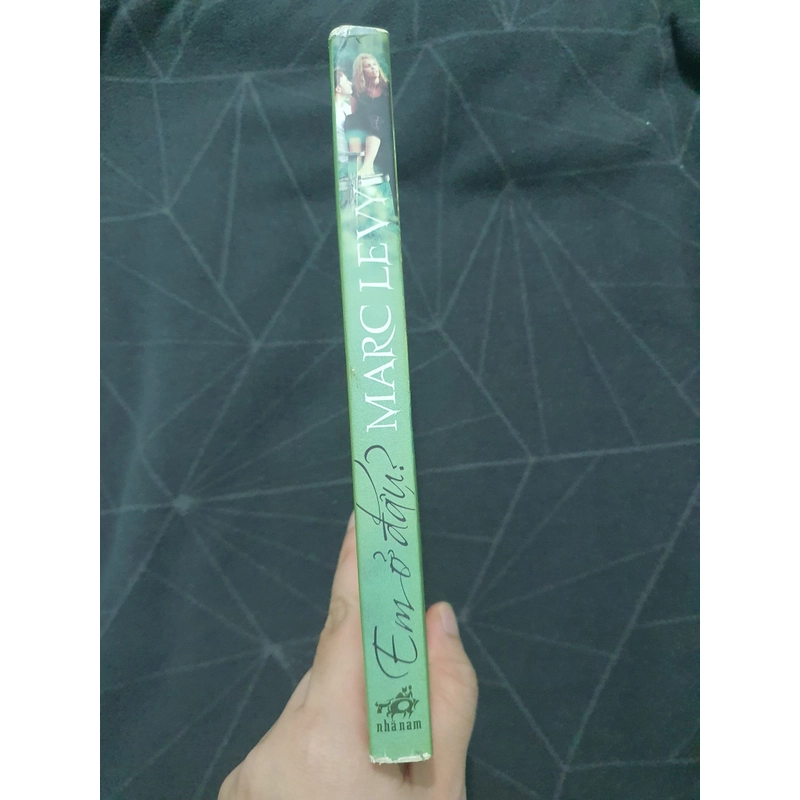 Em ở đâu?
MARC LEVY
nhã nam